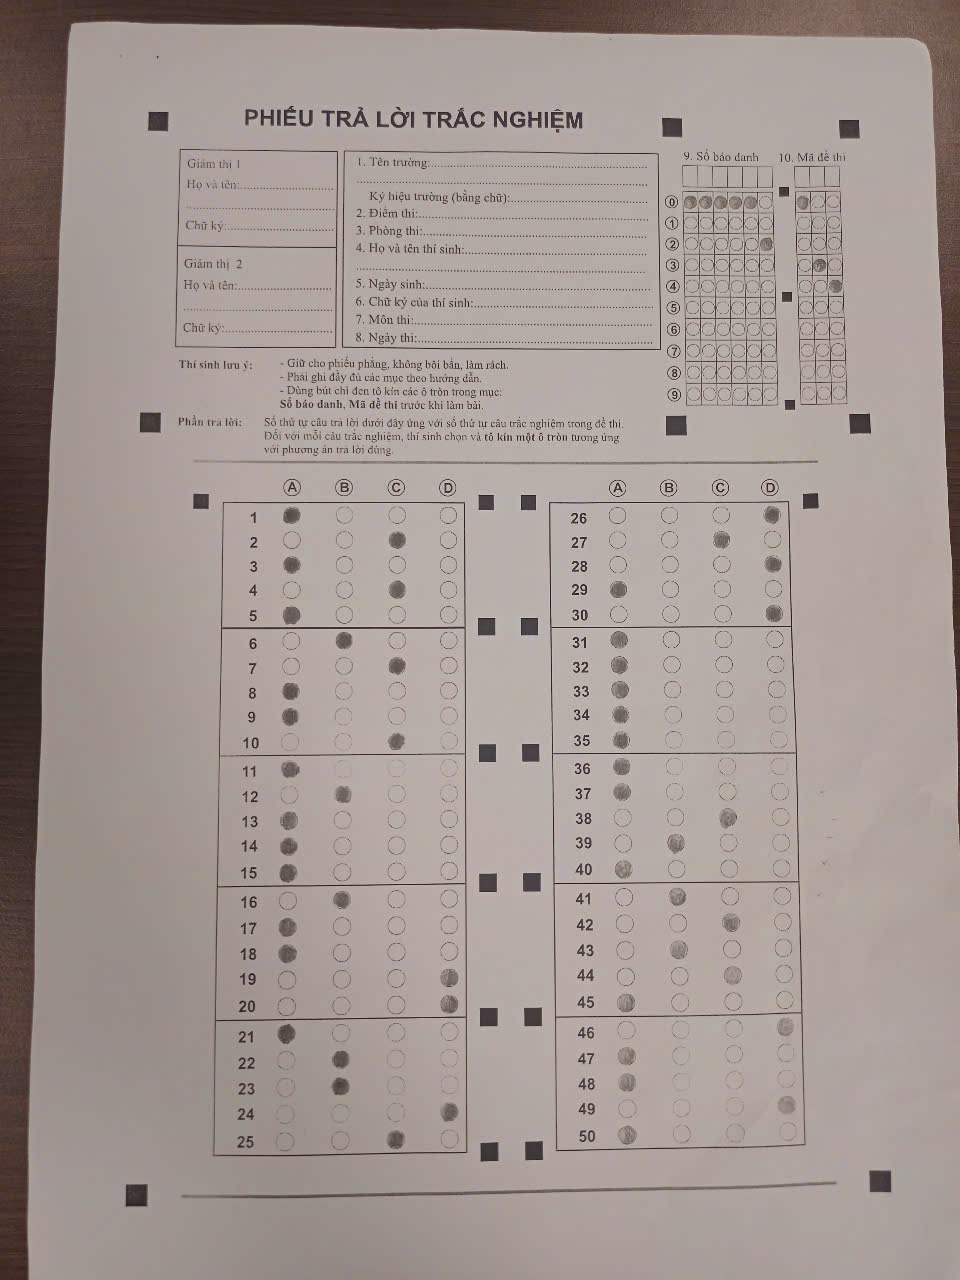 PHIẾU TRẢ LỜI TRẮC NGHIỆM
Giám thị 1
Họ và tên:
Chữ ký:
Giám thị 2
Họ và tên:
Chữ ký:
1. Tên trường:
Ký hiệu trường (bằng chữ):
2. Điểm thi:
3. Phòng thi:
4. Họ và tên thí sinh:
5. Ngày sinh:
6. Chữ ký của thí sinh:
7. Môn thi:
8. Ngày thi:
9. Số báo danh
10. Mã đề thi
0
1
2
3
4
5
6
7
8
9
Thí sinh lưu ý:
- Giữ cho phiếu phẳng, không bôi bẩn, làm rách.
- Phải ghi đầy đủ các mục theo hướng dẫn.
- Dùng bút chì đen tô kín các ô tròn trong mục:
Số báo danh, Mã đề thi trước khi làm bài.
Phần trả lời:
Số thứ tự câu trả lời dưới đây ứng với số thứ tự câu trắc nghiệm trong đề thi.
Đối với mỗi câu trắc nghiệm, thí sinh chọn và tô kín một ô tròn tương ứng
với phương án trả lời đúng.
A B C D
1
2
3
4
5
6
7
8
9
10
11
12
13
14
15
16
17
18
19
20
21
22
23
24
25
A B C D
26
27
28
29
30
31
32
33
34
35
36
37
38
39
40
41
42
43
44
45
46
47
48
49
50